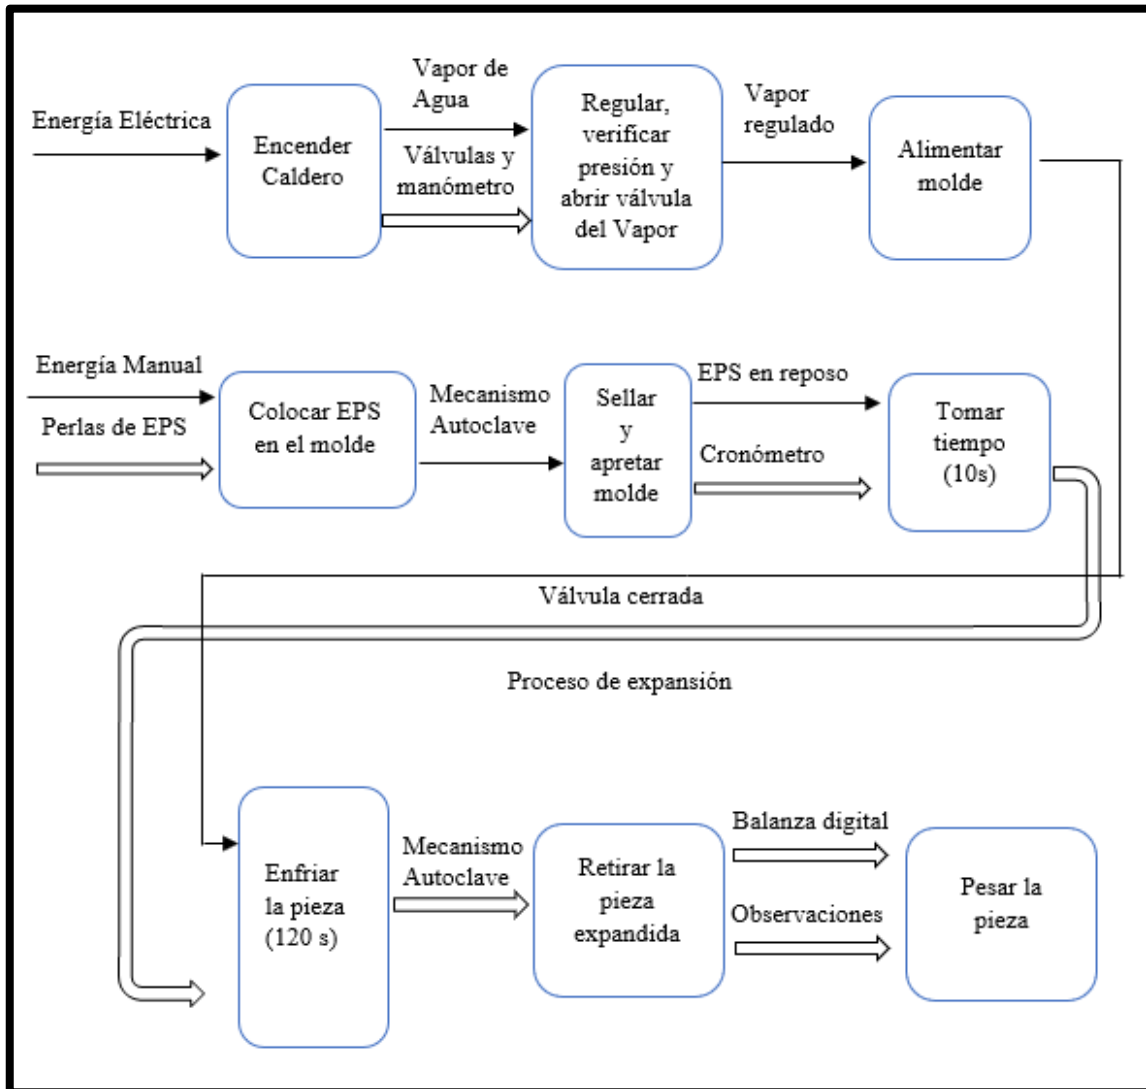 Energía Eléctrica
Encender
Caldero
Vapor de
Agua
Válvulas y
manómetro
Regular,
verificar
presión y
abrir válvula
del Vapor
Vapor
regulado
Alimentar
molde
Energía Manual
Perlas de EPS
Colocar EPS
en el molde
Mecanismo
Autoclave
Sellar
y
apretar
molde
EPS en reposo
Cronómetro
Tomar
tiempo
(10s)
Válvula cerrada
Proceso de expansión
Enfriar
la pieza
(120 s)
Mecanismo
Autoclave
Retirar la
pieza
expandida
Balanza digital
Observaciones
Pesar la
pieza